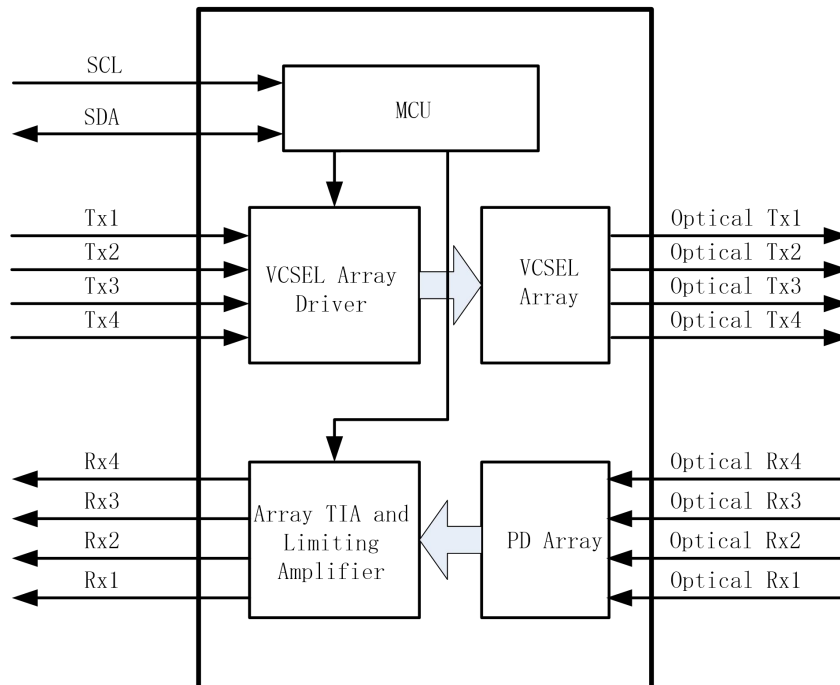 SCL
SDA
MCU
Tx1
Tx2
Tx3
Tx4
VCSEL Array
Driver
VCSEL
Array
Optical Tx1
Optical Tx2
Optical Tx3
Optical Tx4
Rx4
Rx3
Rx2
Rx1
Array TIA and
Limiting
Amplifier
PD Array
Optical Rx4
Optical Rx3
Optical Rx2
Optical Rx1